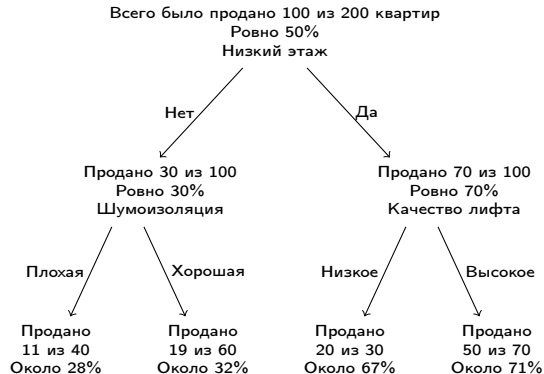 Всего было продано 100 из 200 квартир
Ровно 50%
Низкий этаж
Нет
Да
Продано 30 из 100
Ровно 30%
Шумоизоляция
Продано 70 из 100
Ровно 70%
Качество лифта
Плохая
Хорошая
Низкое
Высокое
Продано
11 из 40
Около 28%
Продано
19 из 60
Около 32%
Продано
20 из 30
Около 67%
Продано
50 из 70
Около 71%